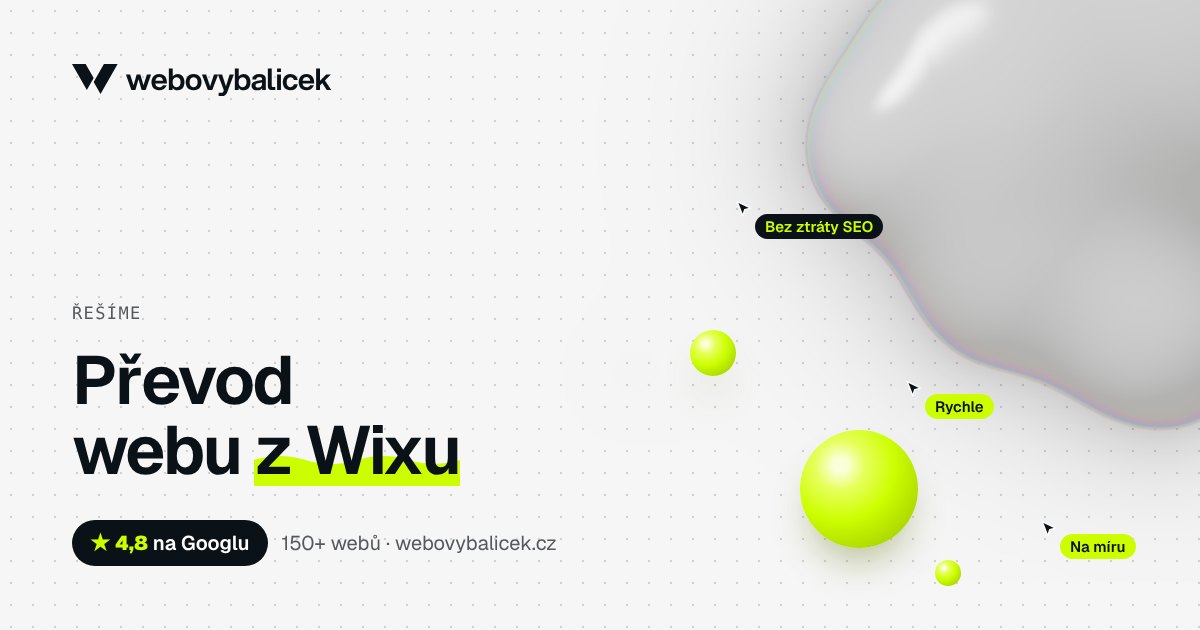 webovybalicek
Bez ztráty SEO
ŘEŠÍME
Převod
webu z Wixu
Rychle
★ 4,8 na Googlu
150+ webů · webovybalicek.cz
Na míru